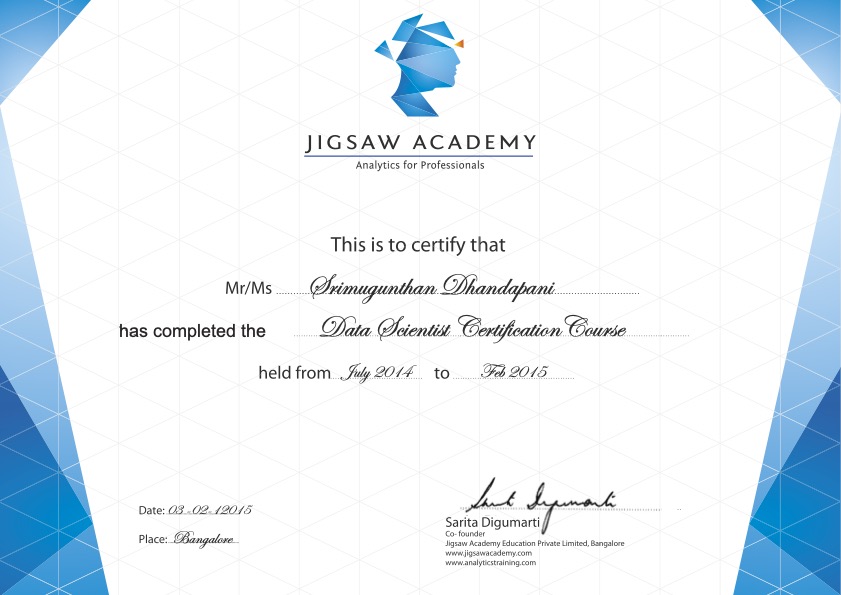 JIGSAW ACADEMY
Analytics for Professionals
This is to certify that
Mr/Ms Srimugunthan Dhandapani
has completed the Data Scientist Certification Course
held from July 2014 to Feb 2015
Date: 03-02-12015
Place: Bangalore
Sarita Digumarti
Co-founder
Jigsaw Academy Education Private Limited, Bangalore
www.jigsawacademy.com
www.analyticstraining.com